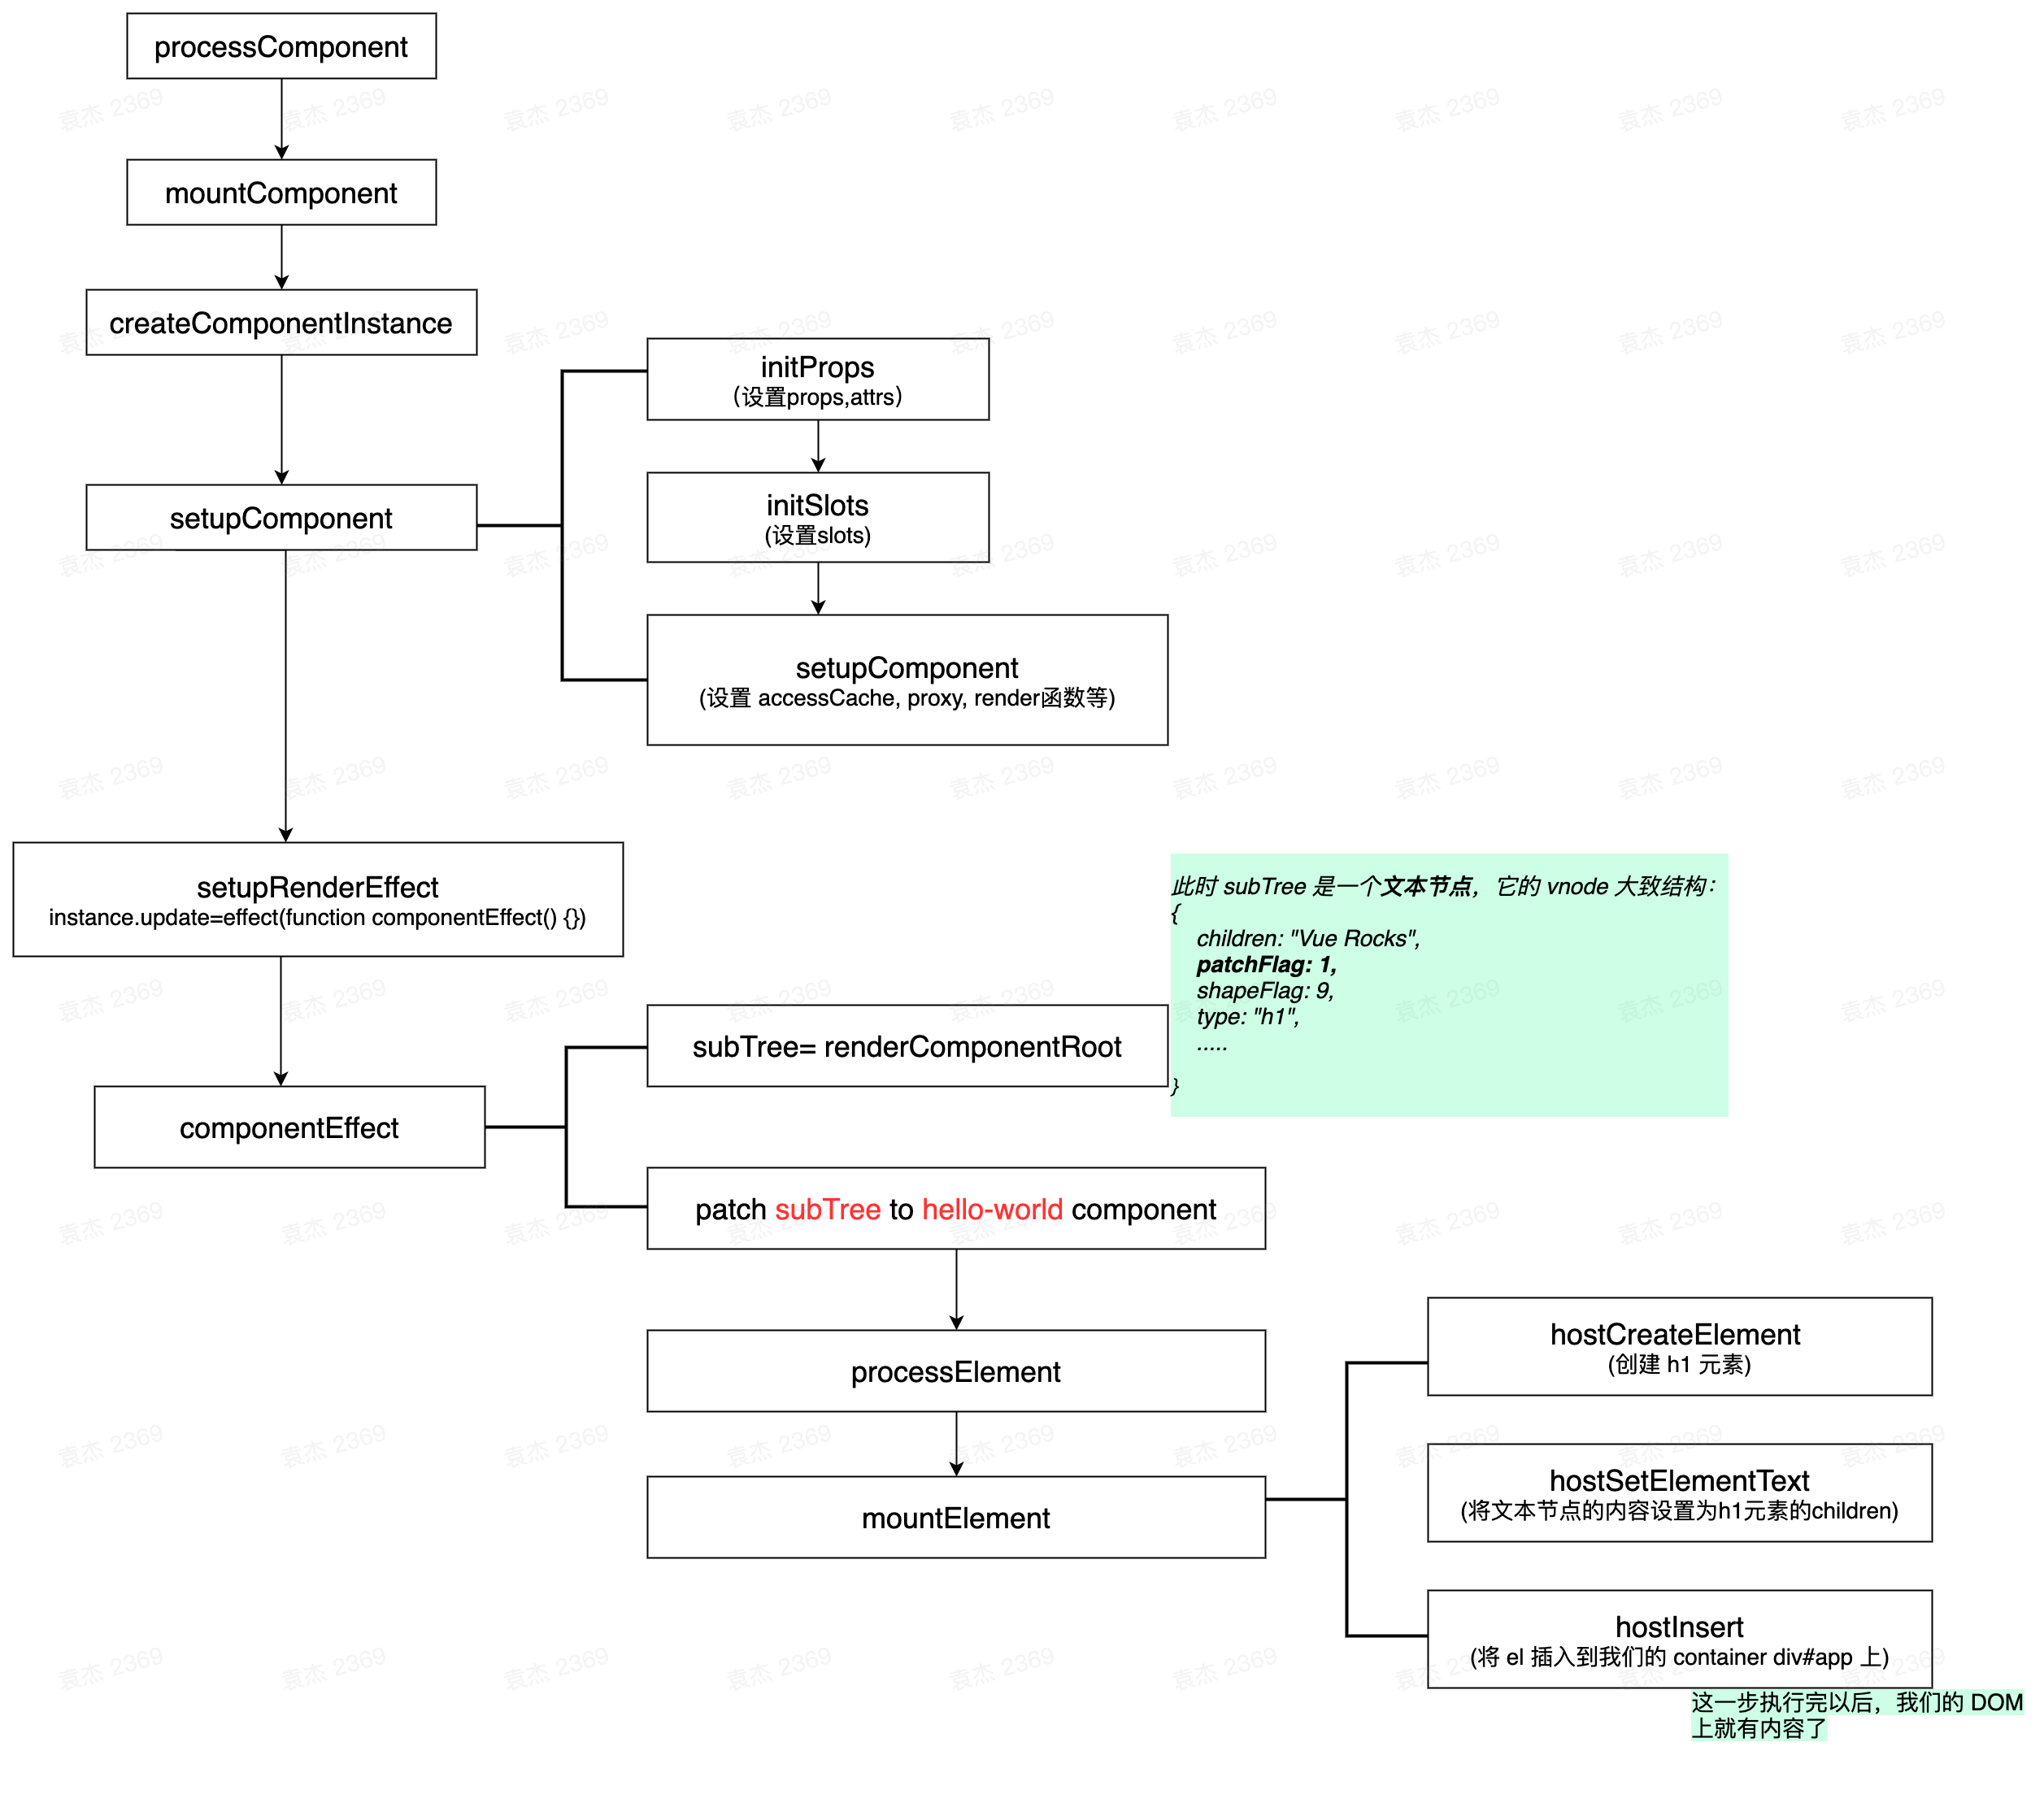 processComponent
mountComponent
createComponentInstance
setupComponent
initProps
（设置props,attrs）
initSlots
(设置slots)
setupComponent
(设置 accessCache, proxy, render函数等)
setupRenderEffect
instance.update=effect(function componentEffect() {})
componentEffect
subTree= renderComponentRoot
此时 subTree 是一个文本节点，它的 vnode 大致结构：
{
children: "Vue Rocks",
patchFlag: 1,
shapeFlag: 9,
type: "h1",
.....
}
patch subTree to hello-world component
processElement
mountElement
hostCreateElement
(创建 h1 元素)
hostSetElementText
(将文本节点的内容设置为h1元素的children)
hostInsert
(将 el 插入到我们的 container div#app 上)
这一步执行完以后，我们的 DOM
上就有内容了
袁杰 2369